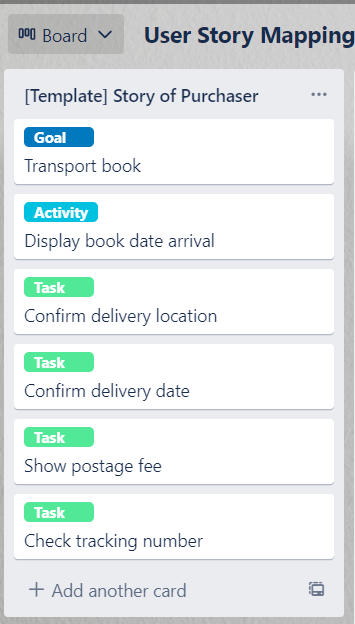 Board
User Story Mapping
[Template] Story of Purchaser
Goal
Transport book
Activity
Display book date arrival
Task
Confirm delivery location
Task
Confirm delivery date
Task
Show postage fee
Task
Check tracking number
+ Add another card